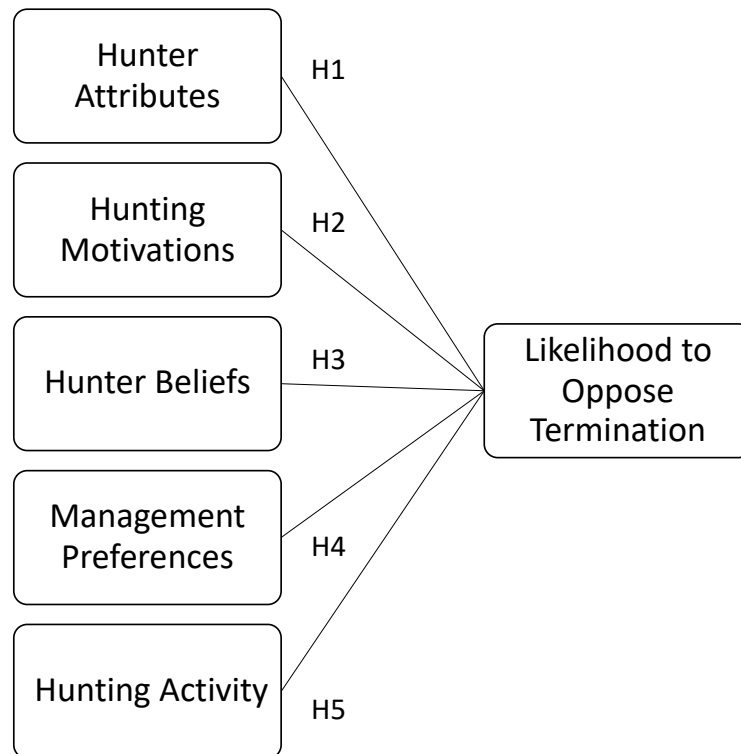 Hunter
Attributes
H1
Hunting
Motivations
H2
Hunter Beliefs
H3
Management
Preferences
H4
Hunting Activity
H5
Likelihood to
Oppose
Termination